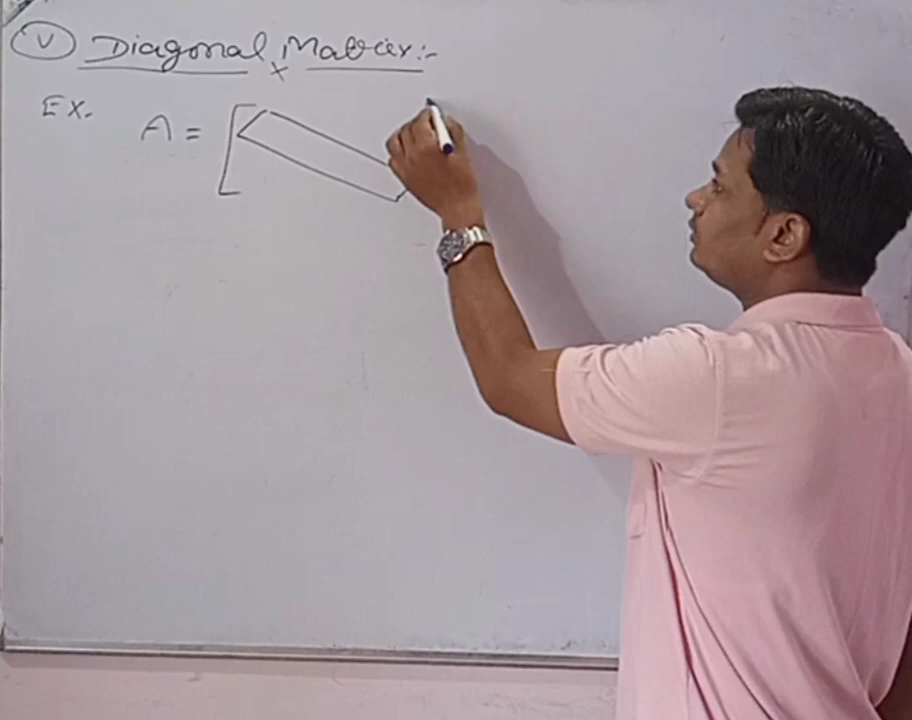 (V) Diagonal Matrix:-
Ex.
A = [